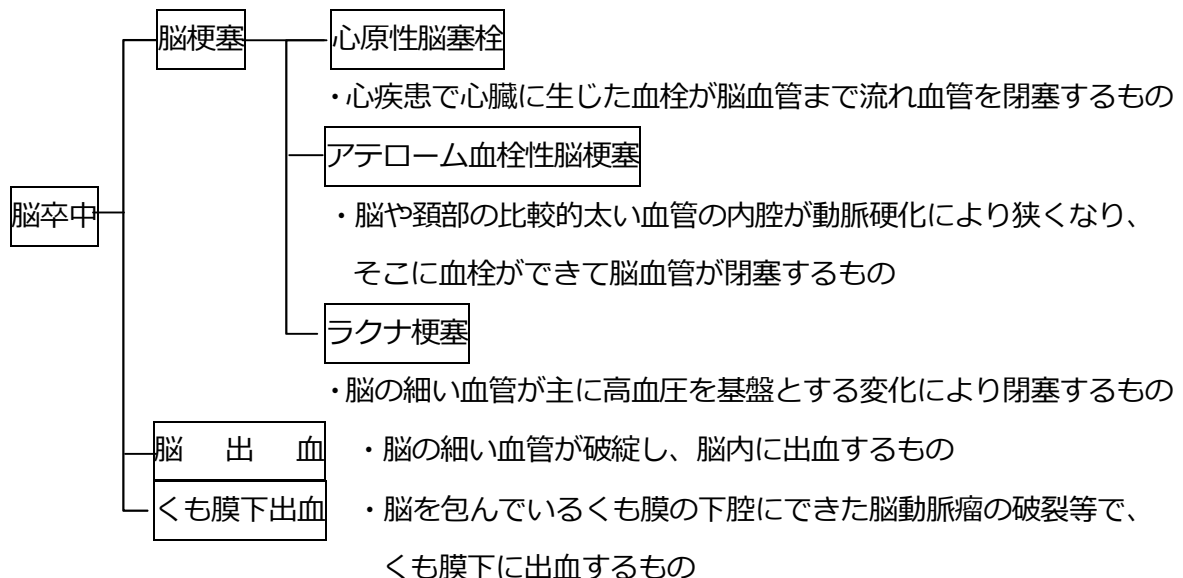 脳梗塞 心原性脳塞栓
・心疾患で心臓に生じた血栓が脳血管まで流れ血管を閉塞するもの
アテローム血栓性脳梗塞
脳卒中
・脳や頚部の比較的太い血管の内腔が動脈硬化により狭くなり、
そこに血栓ができて脳血管が閉塞するもの
ラクナ梗塞
・脳の細い血管が主に高血圧を基盤とする変化により閉塞するもの
脳 出 血 ・脳の細い血管が破綻し、脳内に出血するもの
くも膜下出血 ・脳を包んでいるくも膜の下腔にできた脳動脈瘤の破裂等で、
くも膜下に出血するもの